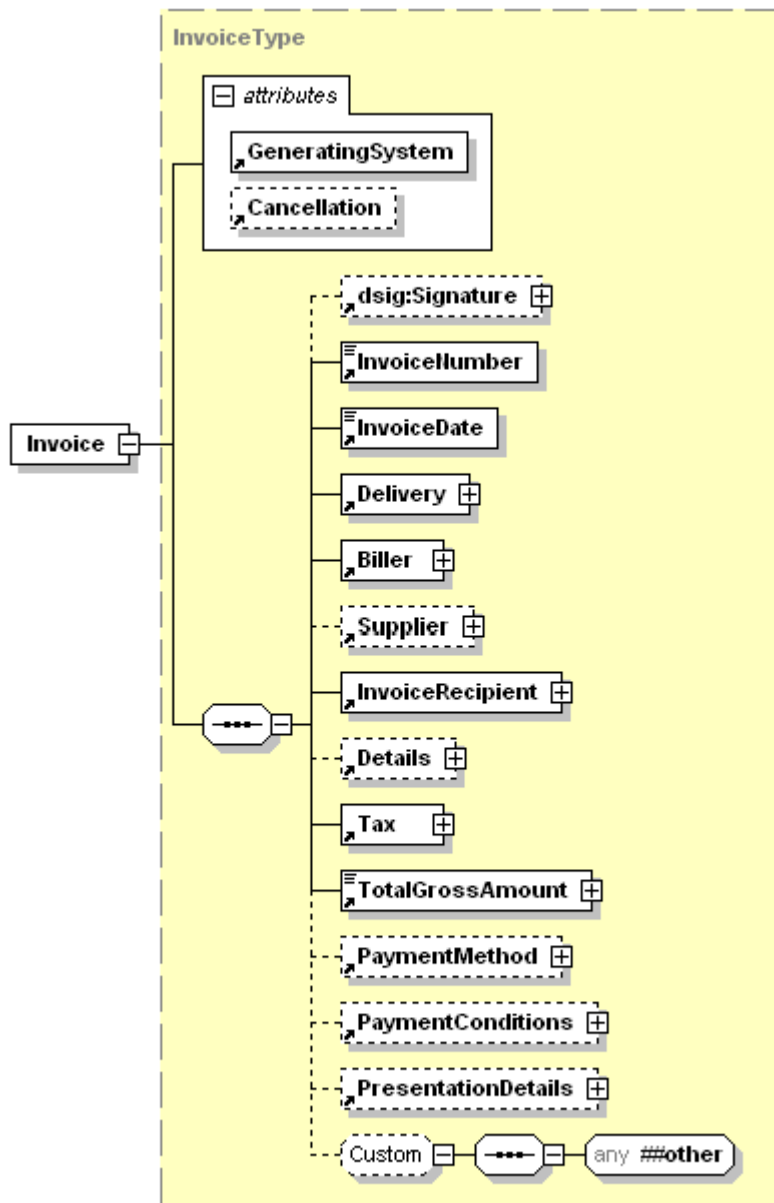 InvoiceType
attributes
GeneratingSystem
Cancellation
dsig:Signature
InvoiceNumber
InvoiceDate
Invoice
Delivery
Biller
Supplier
InvoiceRecipient
Details
Tax
TotalGrossAmount
PaymentMethod
PaymentConditions
PresentationDetails
Custom any ##other